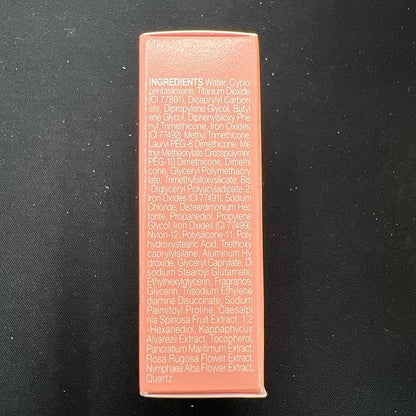 INGREDIENTS Water, Cyclo
pentasiloxane, Titanium Dioxide
(CI 77891), Dicaprylyl Carbon
ate, Dipropylene Glycol, Butyl
ene Glycol, Diphenylsiloxy Phe
nyl Trimethicone, Iron Oxides
(CI 77492), Methyl Trimethicone,
Lauryl PEG-8 Dimethicone, Me
thyl Methacrylate Crosspolymer,
PEG-10 Dimethicone, Dimethi
cone, Glyceryl Polymethacry
late, Trimethylsiloxysilicate, Bis
-Diglyceryl Polyacyladipate-2,
Iron Oxides (CI 77491), Sodium
Chloride, Disteardimonium Hec
torite, Propanediol, Propylene
Glycol, Iron Oxides (CI 77499),
Nylon-12, Polysilicone-11, Poly
hydroxystearic Acid, Triethoxy
caprylylsilane, Aluminum Hy
droxide, Glyceryl Caprylate, Di
sodium Stearoyl Glutamate,
Ethylhexylglycerin, Fragrance,
Glycerin, Trisodium Ethylene
diamine Disuccinate, Sodium
Palmitoyl Proline, Caesalpi
nia Spinosa Fruit Extract, 1,2
-Hexanediol, Kappaphycus
Alvarezii Extract, Tocopherol,
Pancratium Maritimum Extract,
Rosa Rugosa Flower Extract,
Nymphaea Alba Flower Extract,
Quartz